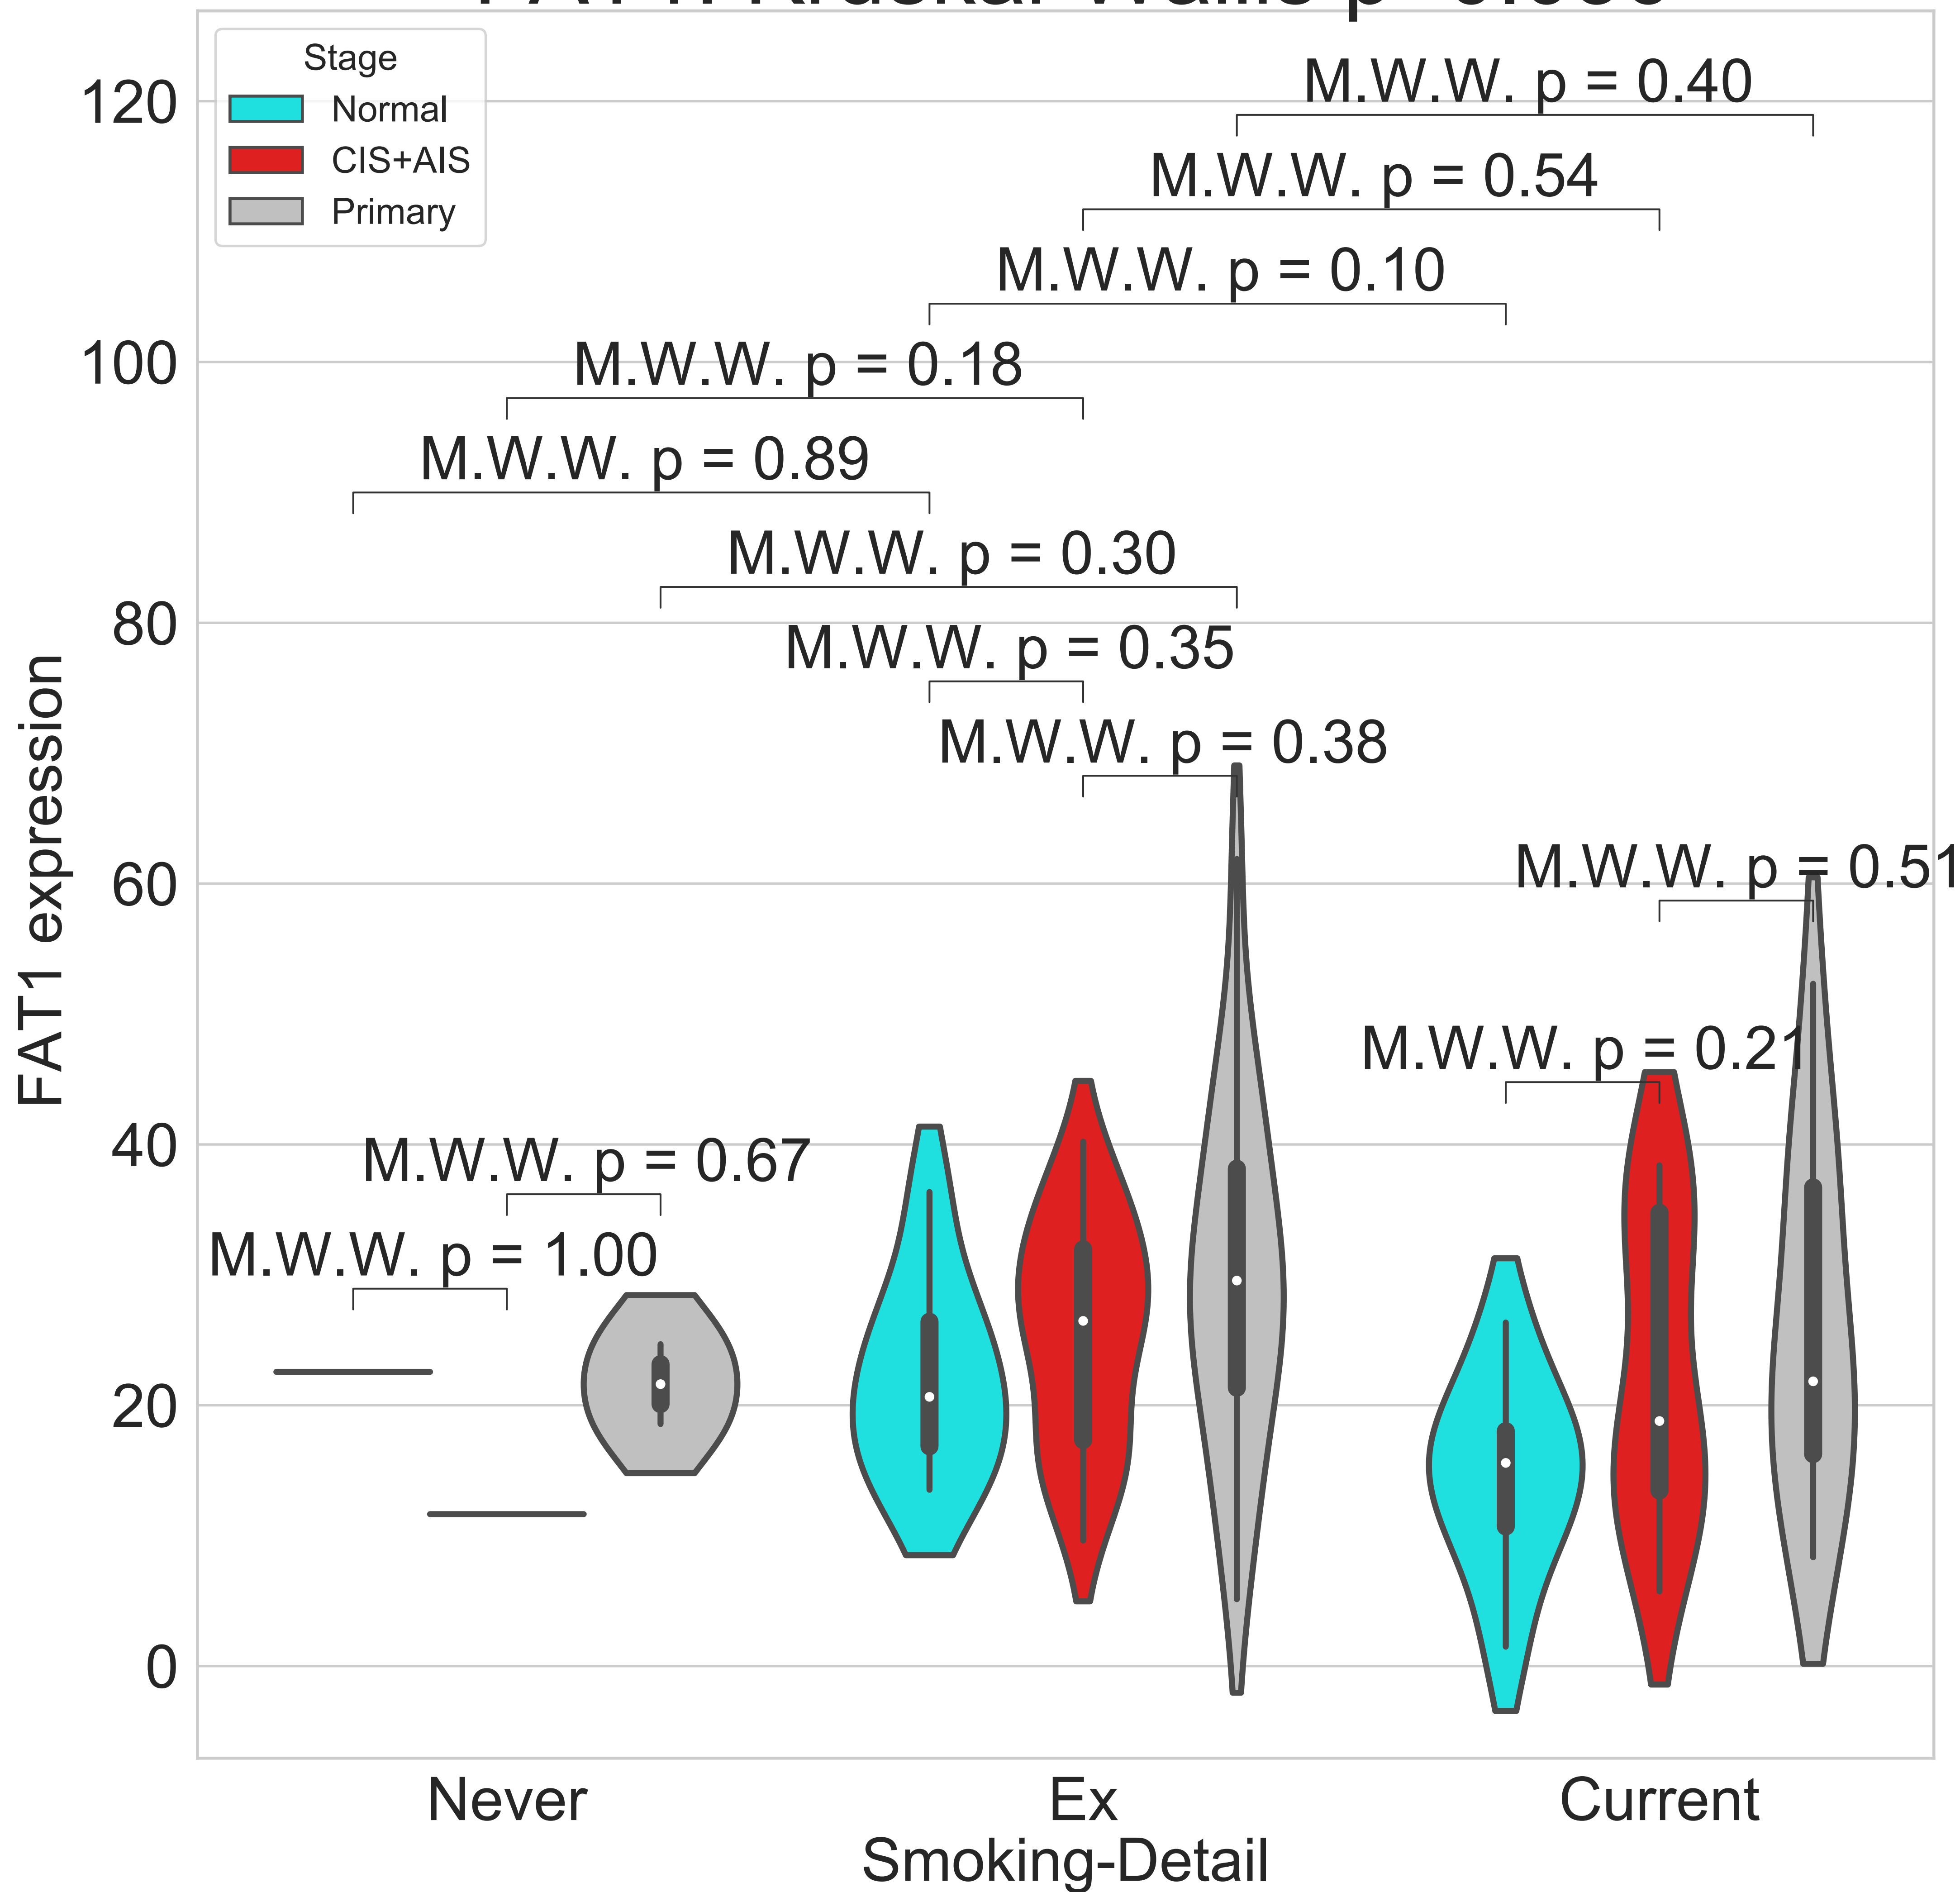 Stage
Normal
CIS+AIS
Primary
M.W.W. p = 0.40
M.W.W. p = 0.54
M.W.W. p = 0.10
M.W.W. p = 0.18
M.W.W. p = 0.89
M.W.W. p = 0.30
M.W.W. p = 0.35
M.W.W. p = 0.38
M.W.W. p = 0.51
M.W.W. p = 0.21
M.W.W. p = 0.67
M.W.W. p = 1.00
120
100
80
60
40
20
0
FAT1 expression
Never
Ex
Current
Smoking-Detail